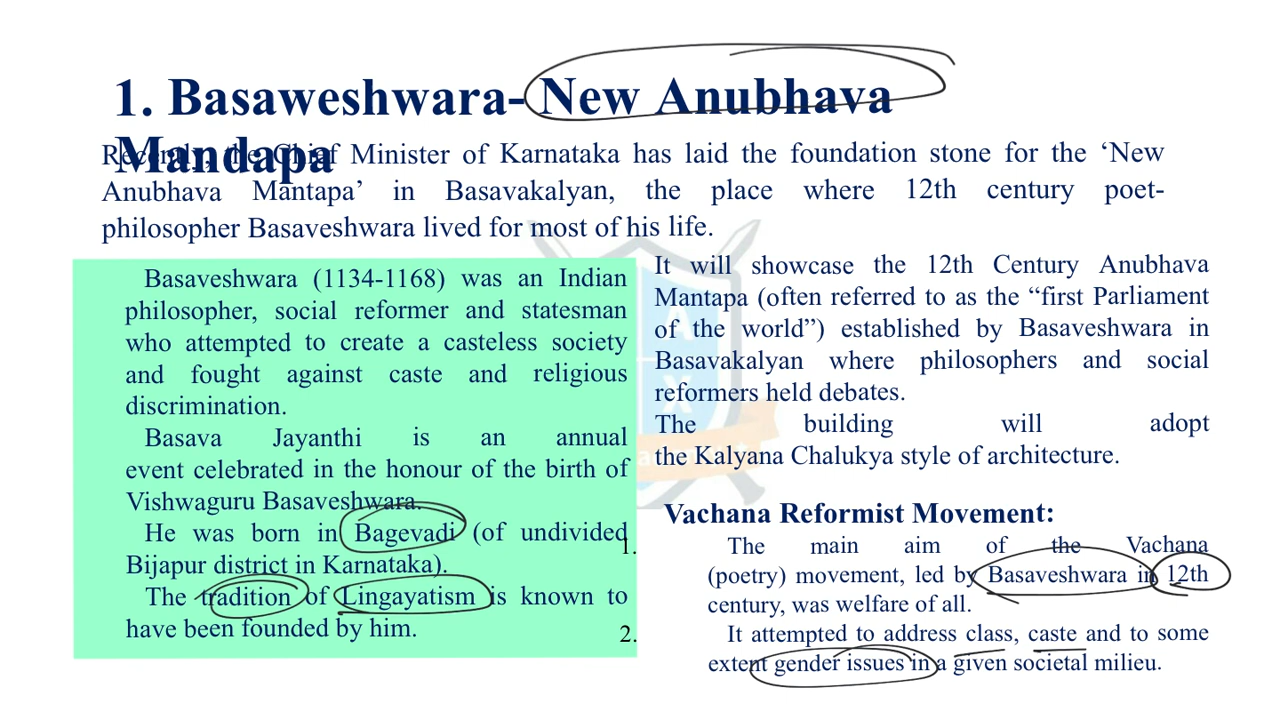 1. Basaweshwara- New Anubhava
Mandapa
Recently, the Chief Minister of Karnataka has laid the foundation stone for the ‘New
Anubhava Mantapa’ in Basavakalyan, the place where 12th century poet-
philosopher Basaveshwara lived for most of his life.
Basaveshwara (1134-1168) was an Indian
philosopher, social reformer and statesman
who attempted to create a casteless society
and fought against caste and religious
discrimination.
Basava Jayanthi is an annual
event celebrated in the honour of the birth of
Vishwaguru Basaveshwara.
He was born in Bagevadi (of undivided
Bijapur district in Karnataka).
The tradition of Lingayatism is known to
have been founded by him.
It will showcase the 12th Century Anubhava
Mantapa (often referred to as the “first Parliament
of the world”) established by Basaveshwara in
Basavakalyan where philosophers and social
reformers held debates.
The building will adopt
the Kalyana Chalukya style of architecture.
Vachana Reformist Movement:
1. The main aim of the Vachana
(poetry) movement, led by Basaveshwara in 12th
century, was welfare of all.
2. It attempted to address class, caste and to some
extent gender issues in a given societal milieu.